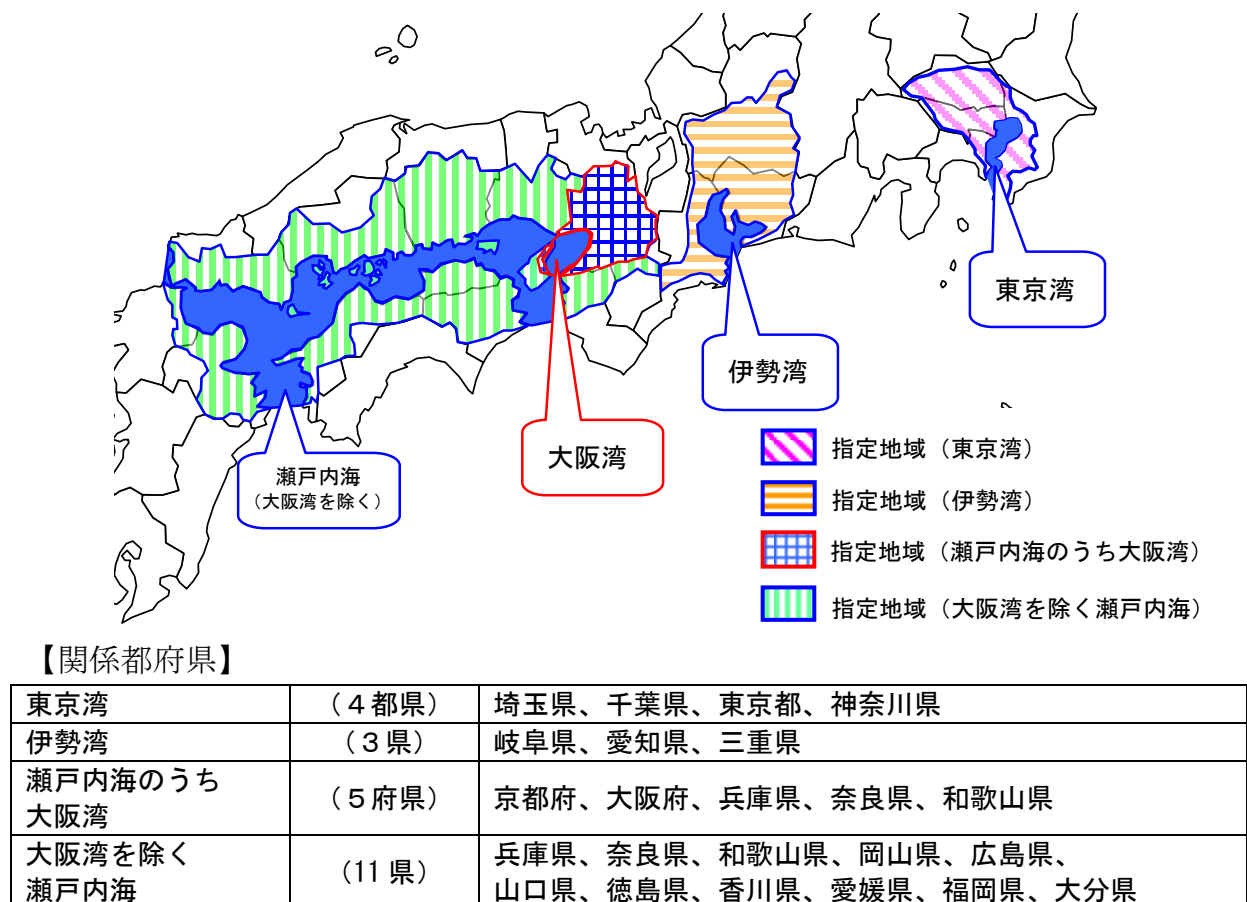 東京湾
伊勢湾
大阪湾
瀬戸内海
（大阪湾を除く）
指定地域（東京湾）
指定地域（伊勢湾）
指定地域（瀬戸内海のうち大阪湾）
指定地域（大阪湾を除く瀬戸内海）
【関係都府県】
東京湾 （４都県） 埼玉県、千葉県、東京都、神奈川県
伊勢湾 （３県） 岐阜県、愛知県、三重県
瀬戸内海のうち
大阪湾
（５府県） 京都府、大阪府、兵庫県、奈良県、和歌山県
大阪湾を除く
瀬戸内海
（11 県）
兵庫県、奈良県、和歌山県、岡山県、広島県、
山口県、徳島県、香川県、愛媛県、福岡県、大分県